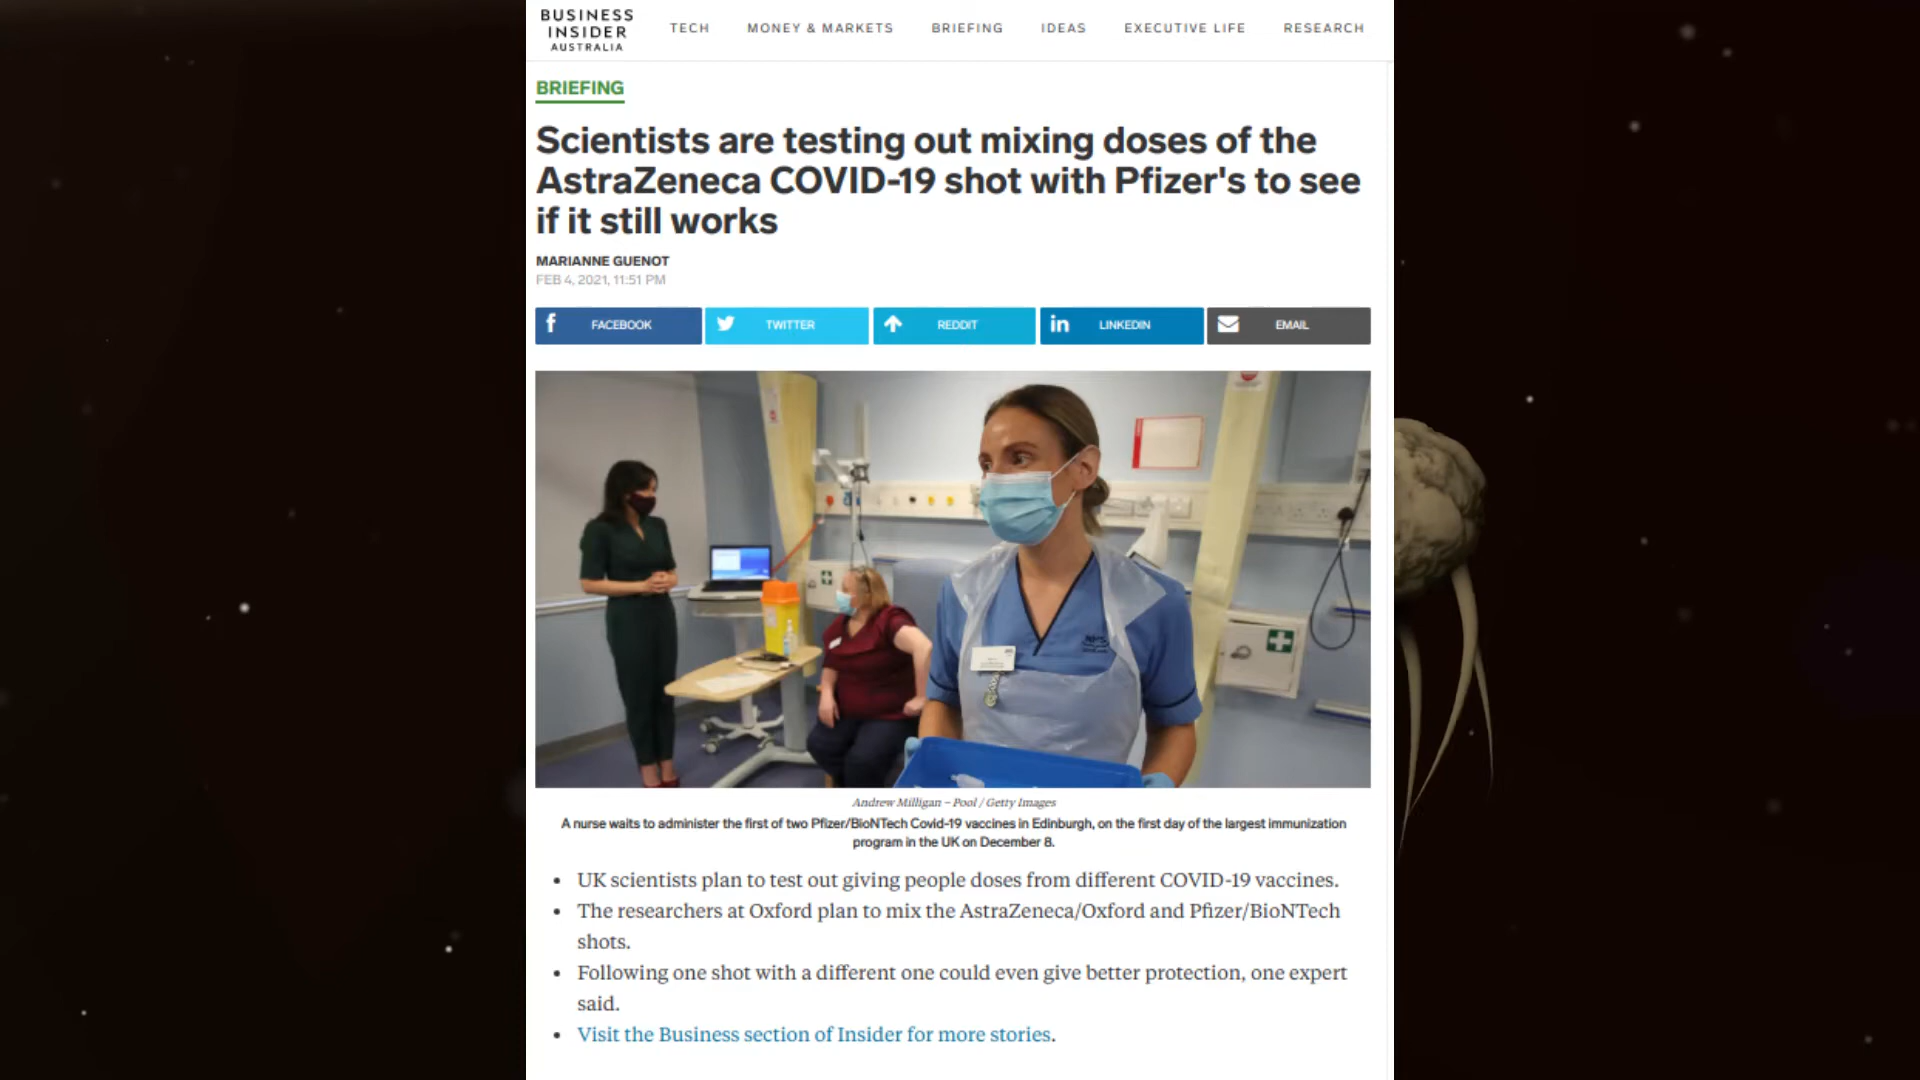 BUSINESS
INSIDER
AUSTRALIA
TECH MONEY & MARKETS BRIEFING IDEAS EXECUTIVE LIFE RESEARCH
BRIEFING
Scientists are testing out mixing doses of the
AstraZeneca COVID-19 shot with Pfizer's to see
if it still works
MARIANNE GUENOT
FEB 4, 2021, 11:51 PM
FACEBOOK TWITTER REDDIT LINKEDIN EMAIL
Andrew Milligan – Pool / Getty Images
A nurse waits to administer the first of two Pfizer/BioNTech Covid-19 vaccines in Edinburgh, on the first day of the largest immunization
program in the UK on December 8.
• UK scientists plan to test out giving people doses from different COVID-19 vaccines.
• The researchers at Oxford plan to mix the AstraZeneca/Oxford and Pfizer/BioNTech
shots.
• Following one shot with a different one could even give better protection, one expert
said.
• Visit the Business section of Insider for more stories.